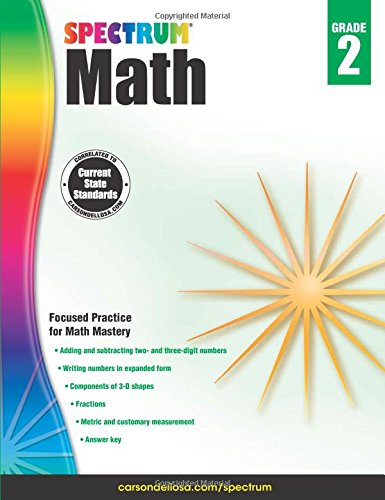 Copyrighted Material
SPECTRUM®
Math
GRADE
2
CORRELATED TO
Current
State
Standards
CARSONDELLOSA.COM
Focused Practice
for Math Mastery
• Adding and subtracting two- and three-digit numbers
• Writing numbers in expanded form
• Components of 3-D shapes
• Fractions
• Metric and customary measurement
• Answer key
Copyrighted Material
carsondellosa.com/spectrum